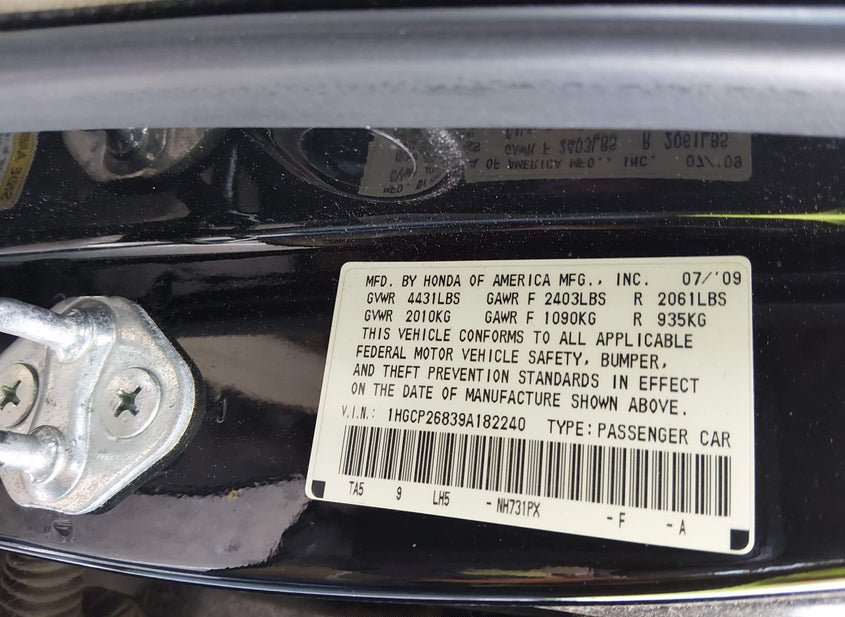 MFD. BY HONDA OF AMERICA MFG., INC. 07/'09
GVWR 4431LBS GAWR F 2403LBS R 2061LBS
GVWR 2010KG GAWR F 1090KG R 935KG
THIS VEHICLE CONFORMS TO ALL APPLICABLE
FEDERAL MOTOR VEHICLE SAFETY, BUMPER,
AND THEFT PREVENTION STANDARDS IN EFFECT
ON THE DATE OF MANUFACTURE SHOWN ABOVE.
V.I.N.: 1HGCP26839A182240 TYPE: PASSENGER CAR
TA5 9 LH5 -NH731PX -F -A